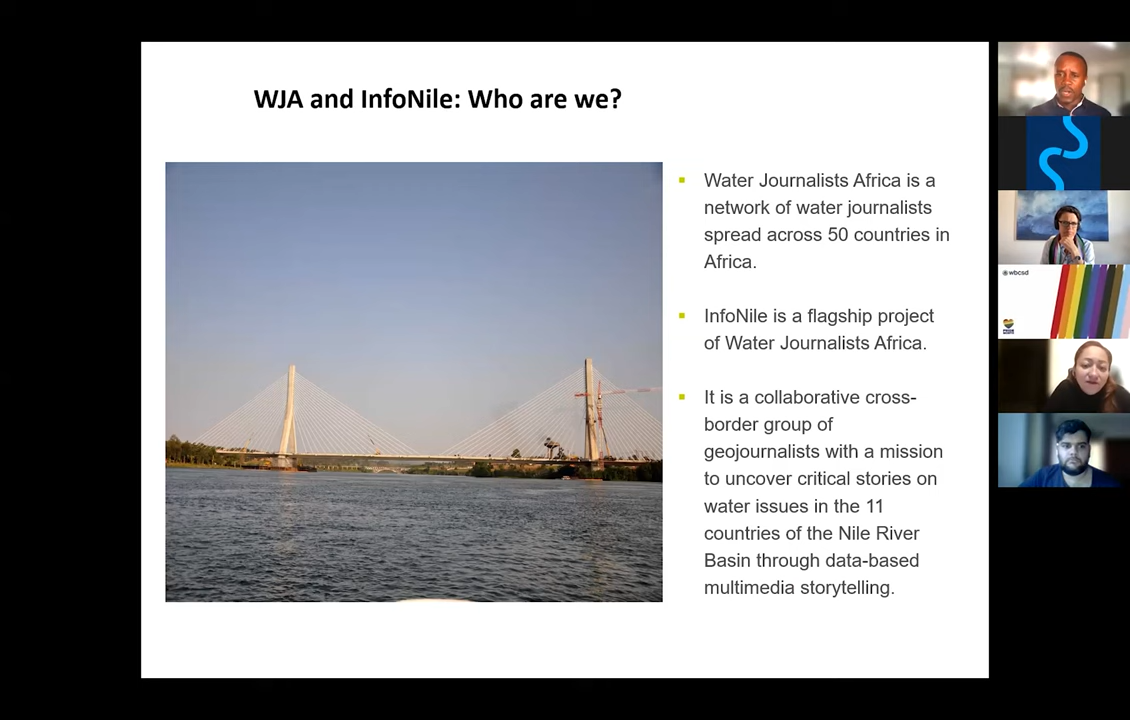 WJA and InfoNile: Who are we?
Water Journalists Africa is a
network of water journalists
spread across 50 countries in
Africa.
InfoNile is a flagship project
of Water Journalists Africa.
It is a collaborative cross-
border group of
geojournalists with a mission
to uncover critical stories on
water issues in the 11
countries of the Nile River
Basin through data-based
multimedia storytelling.
wbcsd